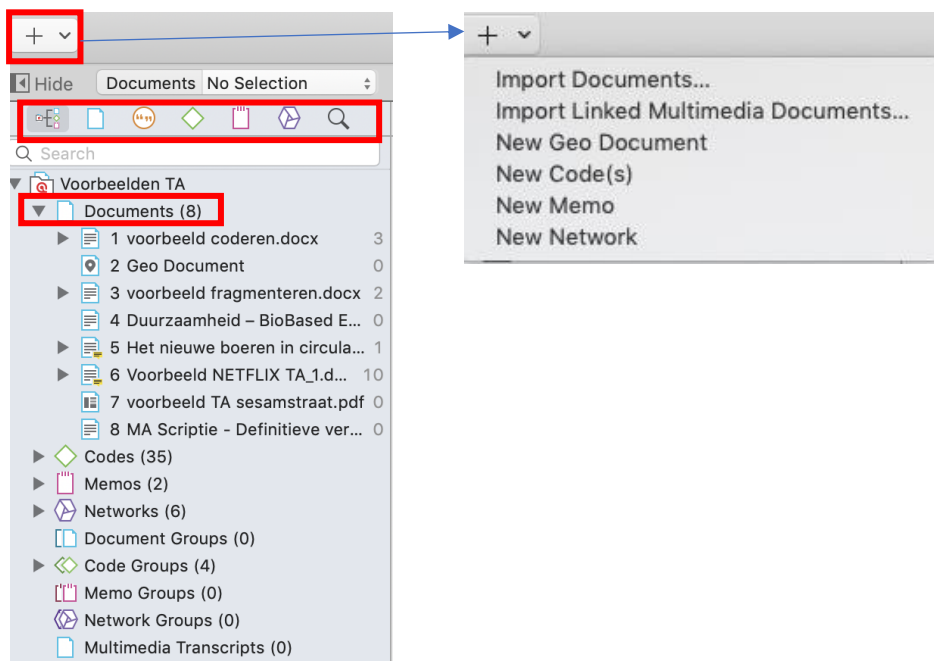 Hide Documents No Selection
Search
Voorbeelden TA
Documents (8)
1 voorbeeld coderen.docx 3
2 Geo Document 0
3 voorbeeld fragmenteren.docx 2
4 Duurzaamheid – BioBased E... 0
5 Het nieuwe boeren in circula... 1
6 Voorbeeld NETFLIX TA_1.d... 10
7 voorbeeld TA sesamstraat.pdf 0
8 MA Scriptie - Definitieve ver... 0
Codes (35)
Memos (2)
Networks (6)
Document Groups (0)
Code Groups (4)
Memo Groups (0)
Network Groups (0)
Multimedia Transcripts (0)
Import Documents...
Import Linked Multimedia Documents...
New Geo Document
New Code(s)
New Memo
New Network